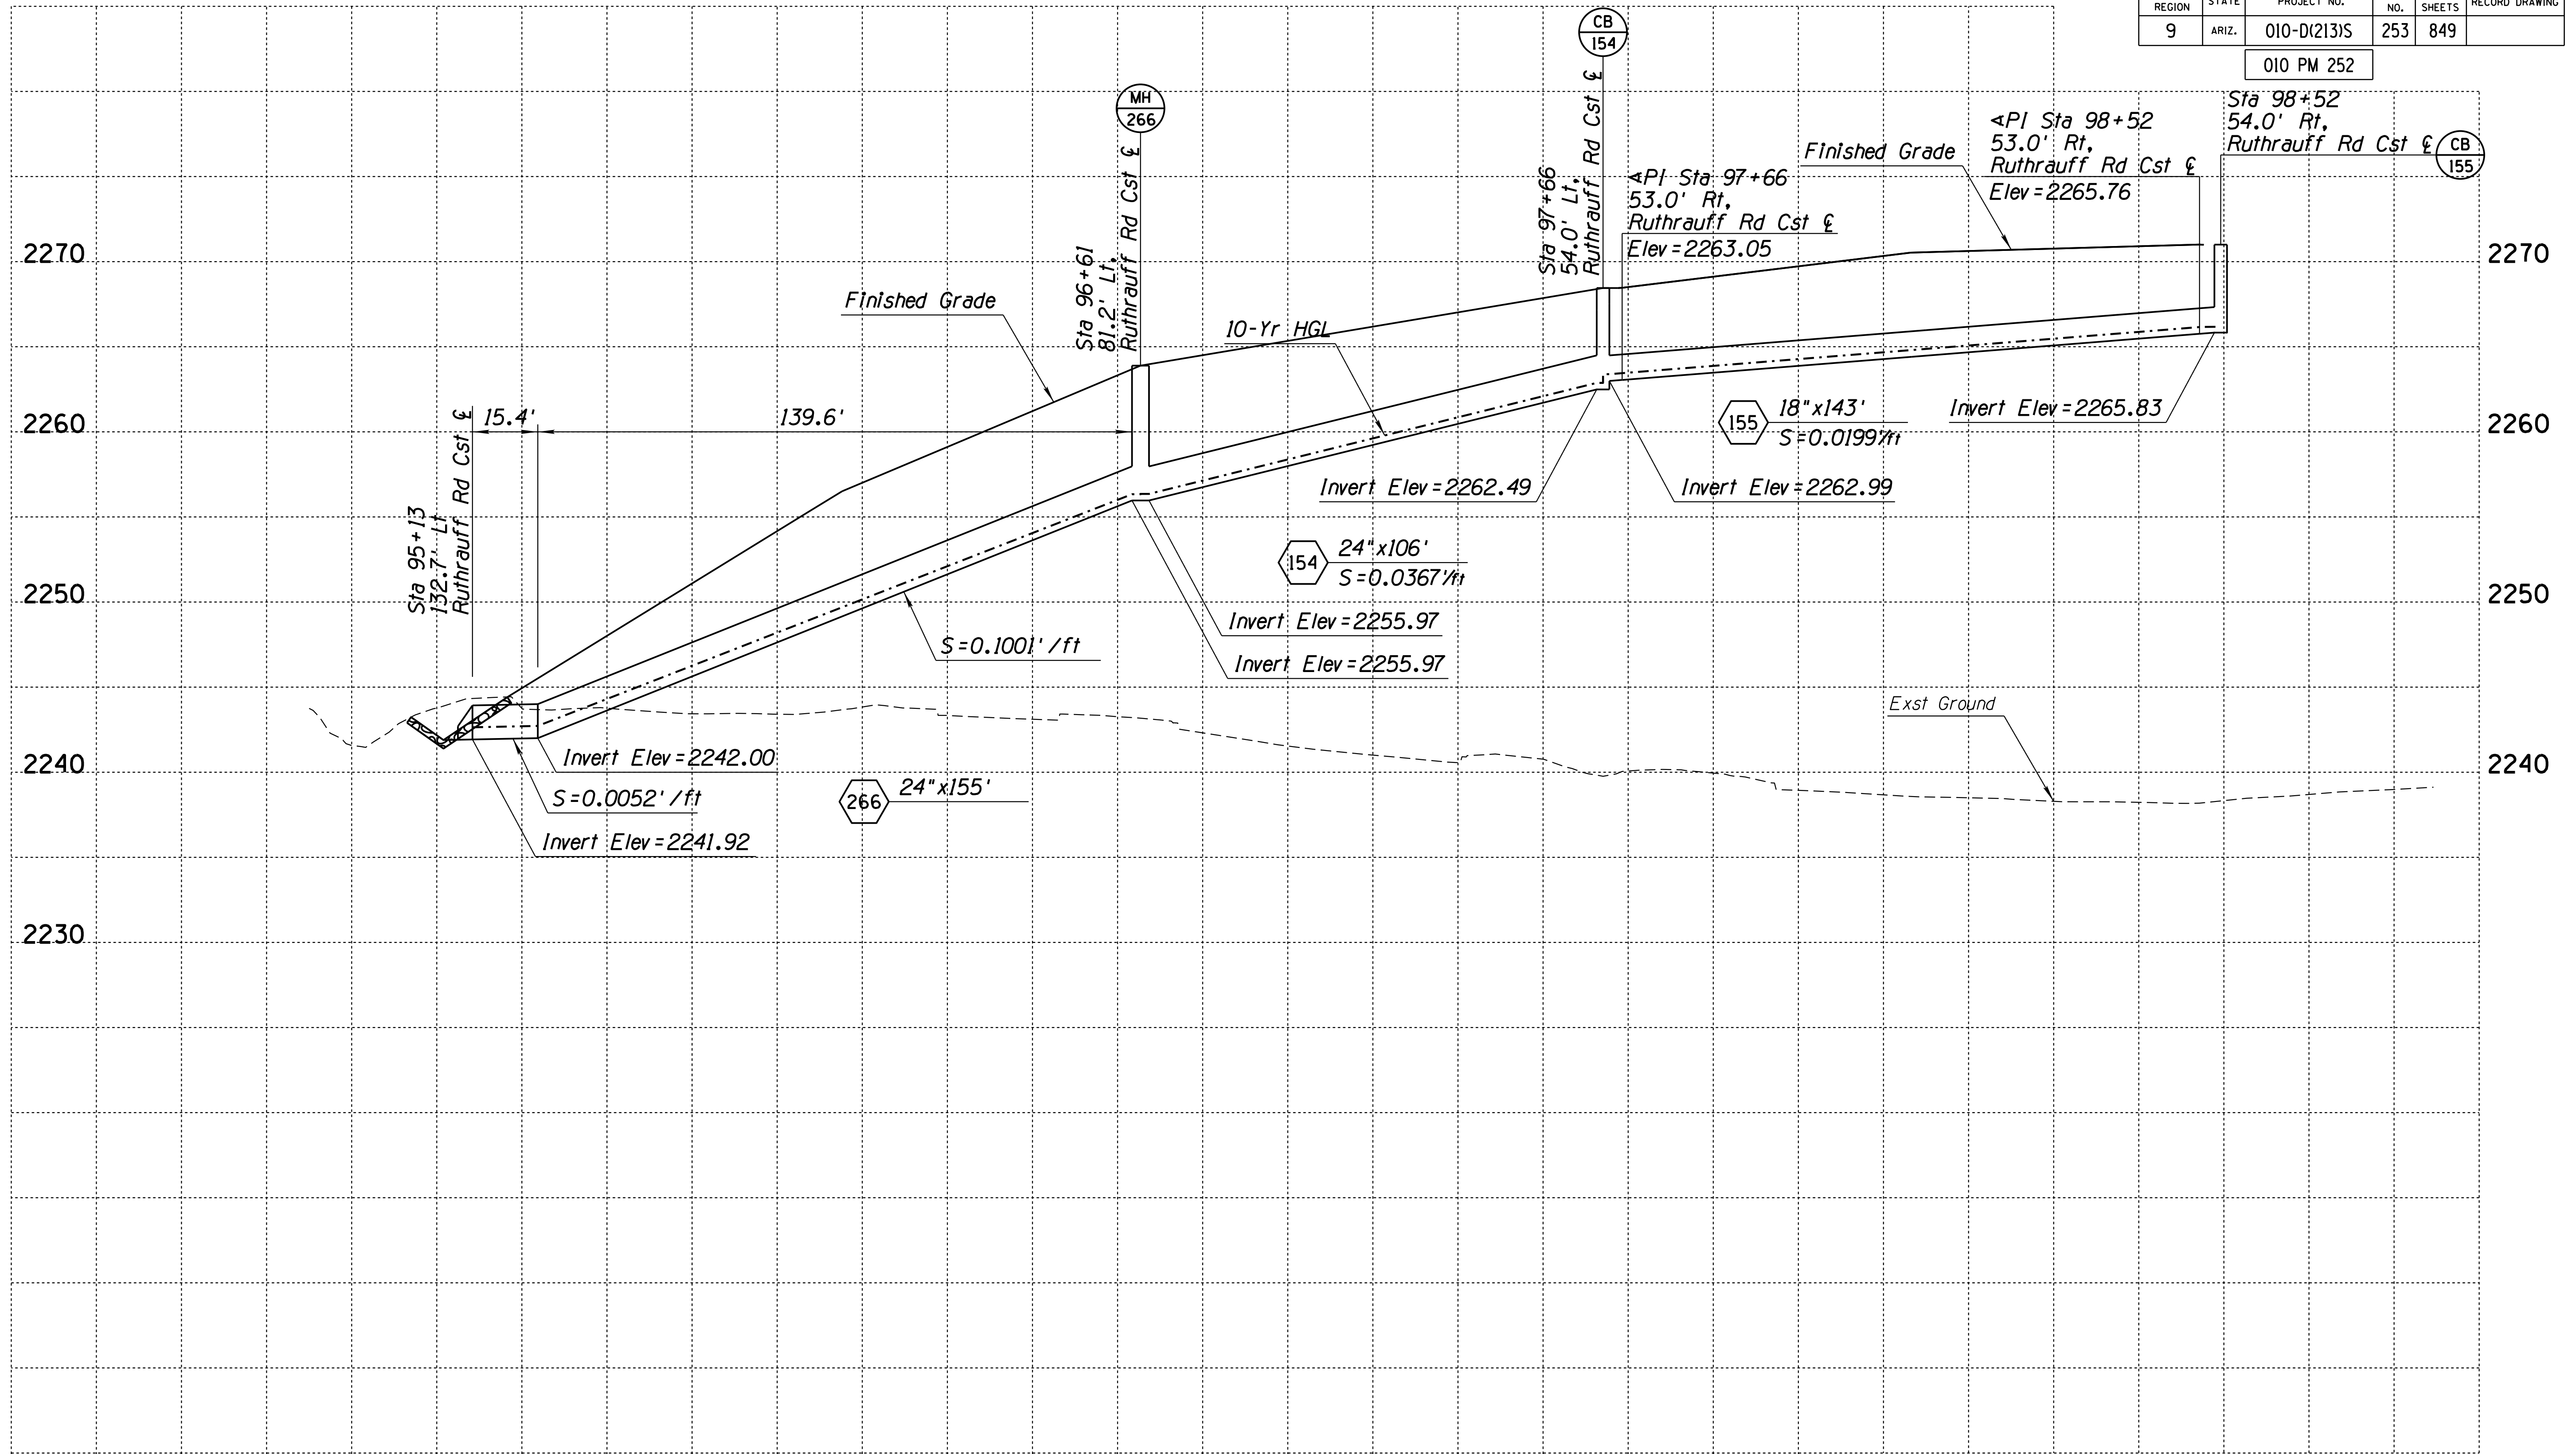 REGION STATE PROJECT NO. NO. SHEETS RECORD DRAWING
9 ARIZ. 010-D(213)S 253 849
010 PM 252
CB
154
MH
266
Sta 98+52
54.0' Rt,
Ruthrauff Rd Cst ℄
CB
155
∢PI Sta 98+52
53.0' Rt,
Ruthrauff Rd Cst ℄
Elev=2265.76
Finished Grade
∢PI Sta 97+66
53.0' Rt,
Ruthrauff Rd Cst ℄
Elev=2263.05
Sta 97+66
54.0' Lt,
Ruthrauff Rd Cst ℄
Sta 96+61
81.2' Lt,
Ruthrauff Rd Cst ℄
2270
2270
Finished Grade
10-Yr HGL
15.4'
139.6'
2260
2260
155
18"x143'
S=0.0199'/ft
Invert Elev=2265.83
Invert Elev=2262.49
Invert Elev=2262.99
Sta 95+13
132.7' Lt
Ruthrauff Rd Cst ℄
154
24"x106'
S=0.0367'/ft
2250
2250
Invert Elev=2255.97
S=0.1001'/ft
Invert Elev=2255.97
Exst Ground
2240
2240
Invert Elev=2242.00
S=0.0052'/ft
Invert Elev=2241.92
266
24"x155'
2230